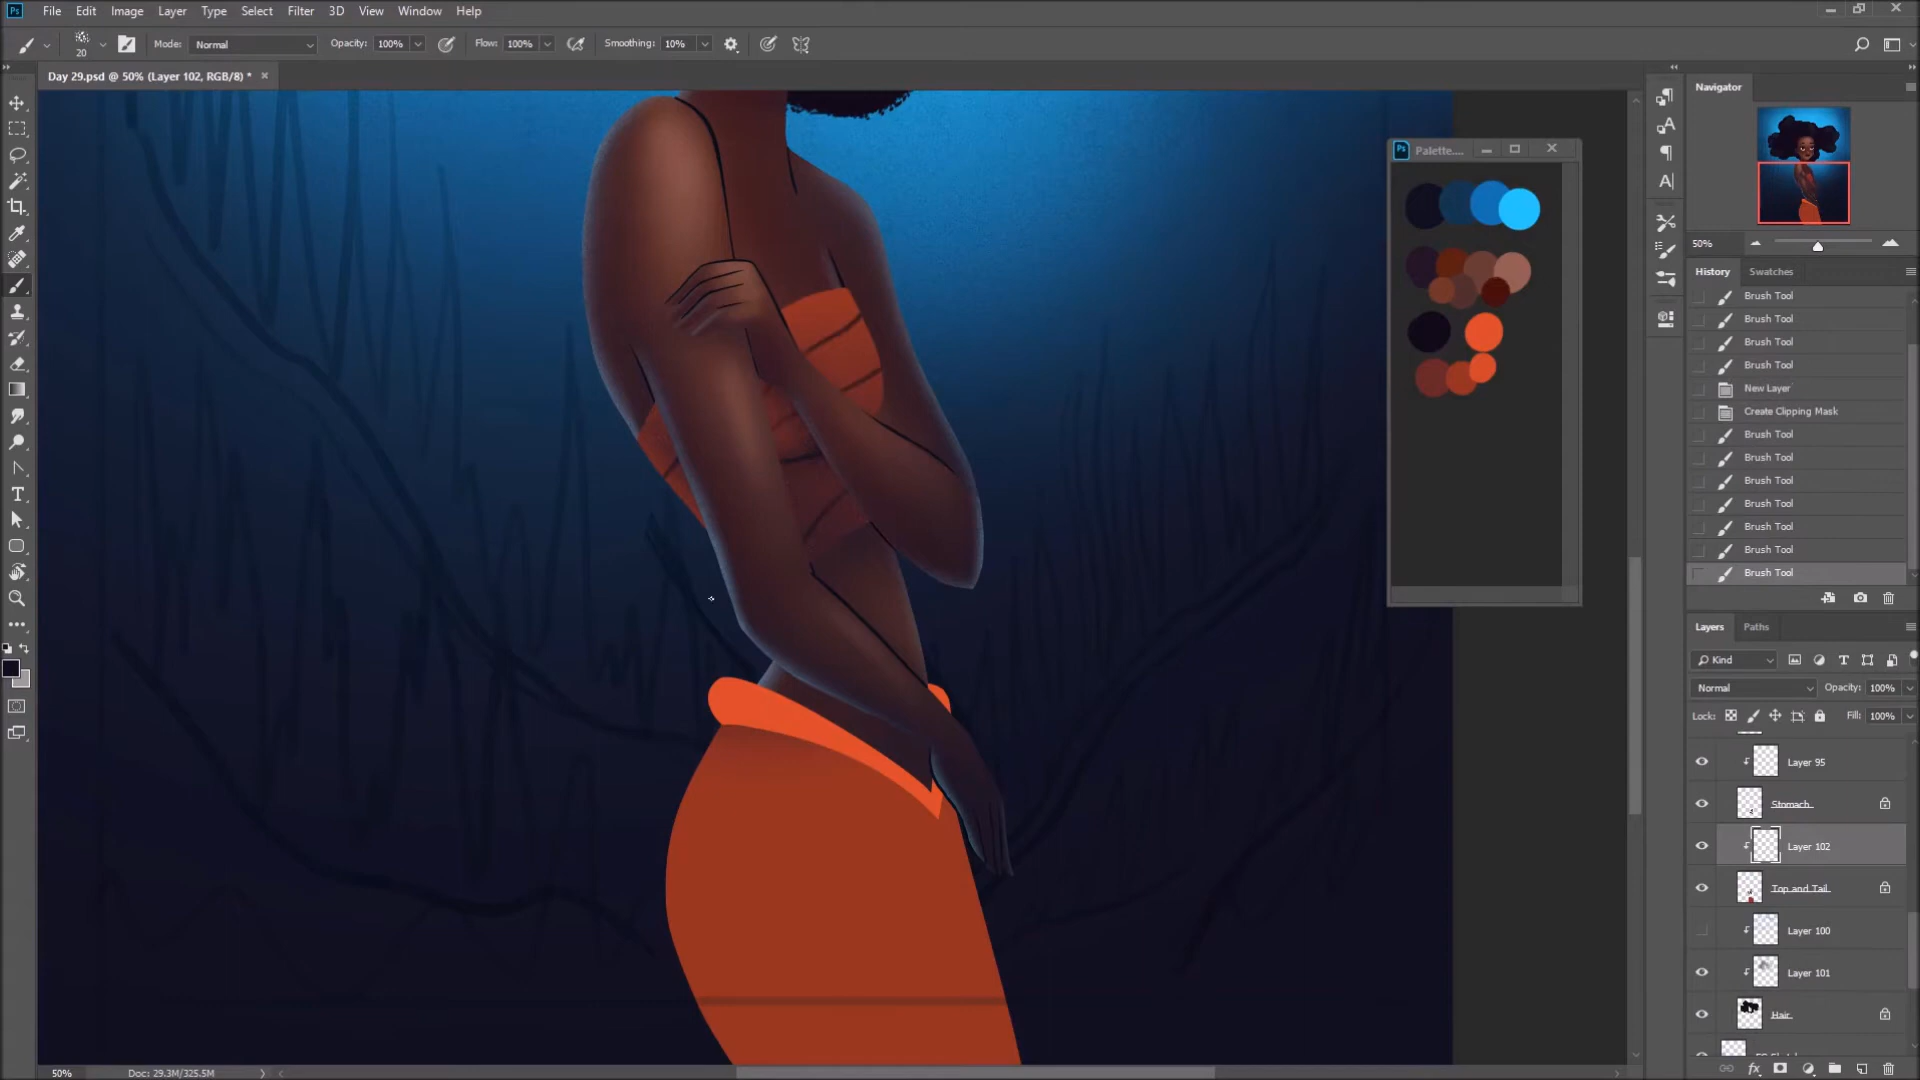 Ps File Edit Image Layer Type Select Filter 3D View Window Help
20 Mode: Normal Opacity: 100% Flow: 100% Smoothing: 10%
Day 29.psd @ 50% (Layer 102, RGB/8) *
Navigator
Ps Palette....
50%
History Swatches
Brush Tool
Brush Tool
Brush Tool
Brush Tool
New Layer
Create Clipping Mask
Brush Tool
Brush Tool
Brush Tool
Brush Tool
Brush Tool
Brush Tool
Brush Tool
Layers Paths
Kind
Normal Opacity: 100%
Lock: Fill: 100%
Layer 95
Stomach
Layer 102
Top and Tail
Layer 100
Layer 101
Hair
50% Doc: 29.3M/325.5M